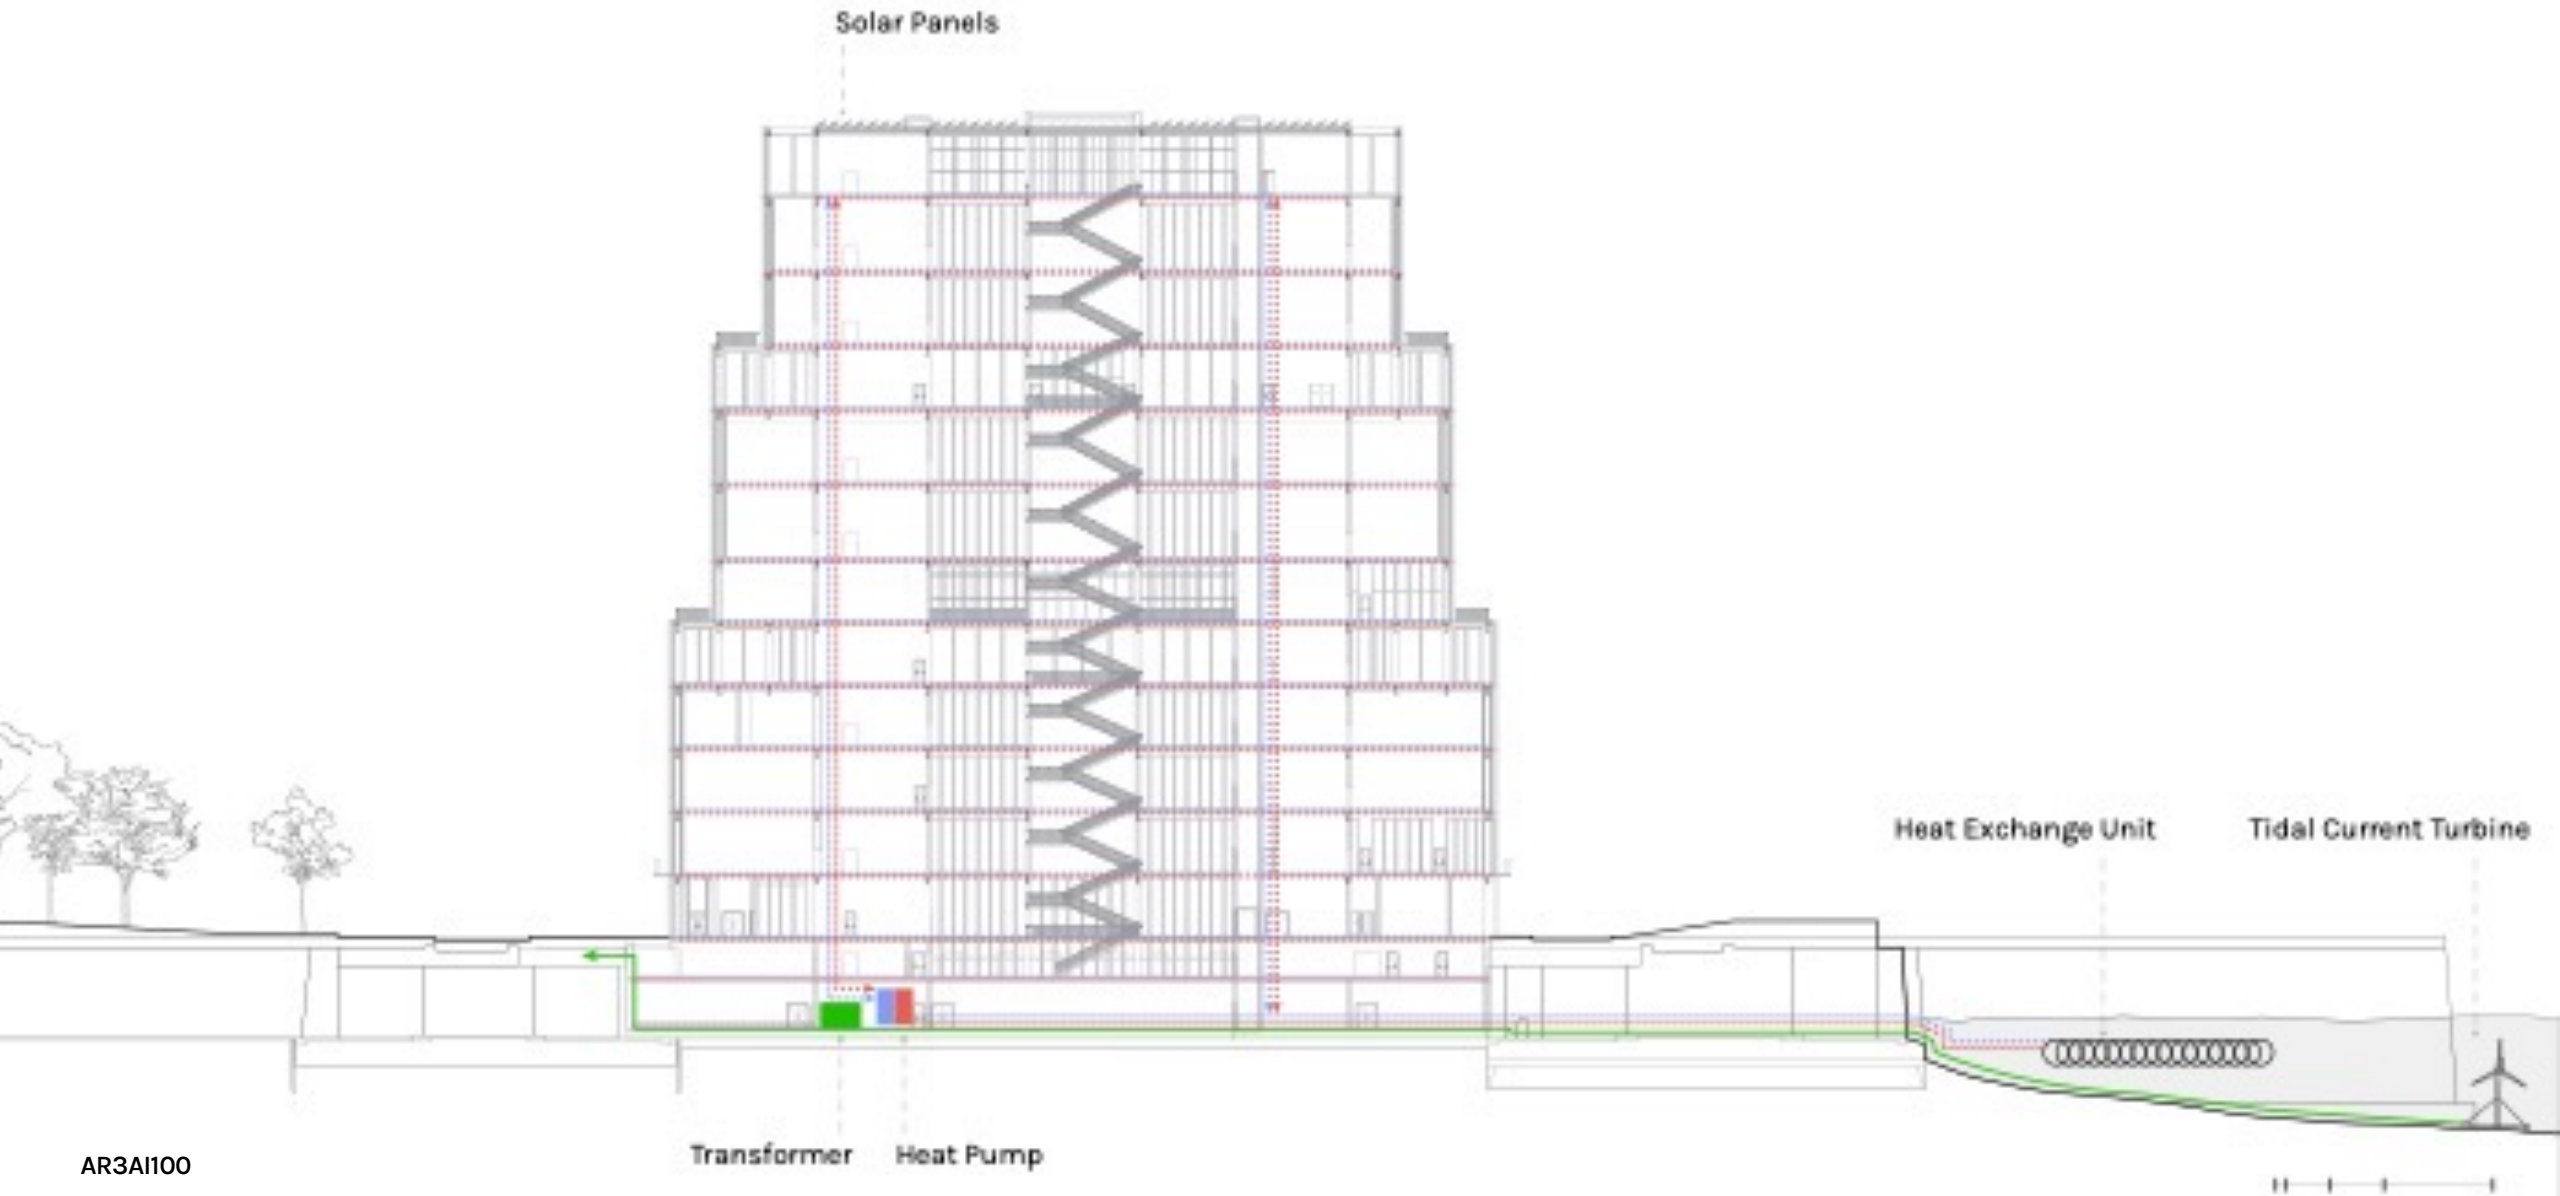 Solar Panels
Heat Exchange Unit
Tidal Current Turbine
Transformer
Heat Pump
AR3AI100